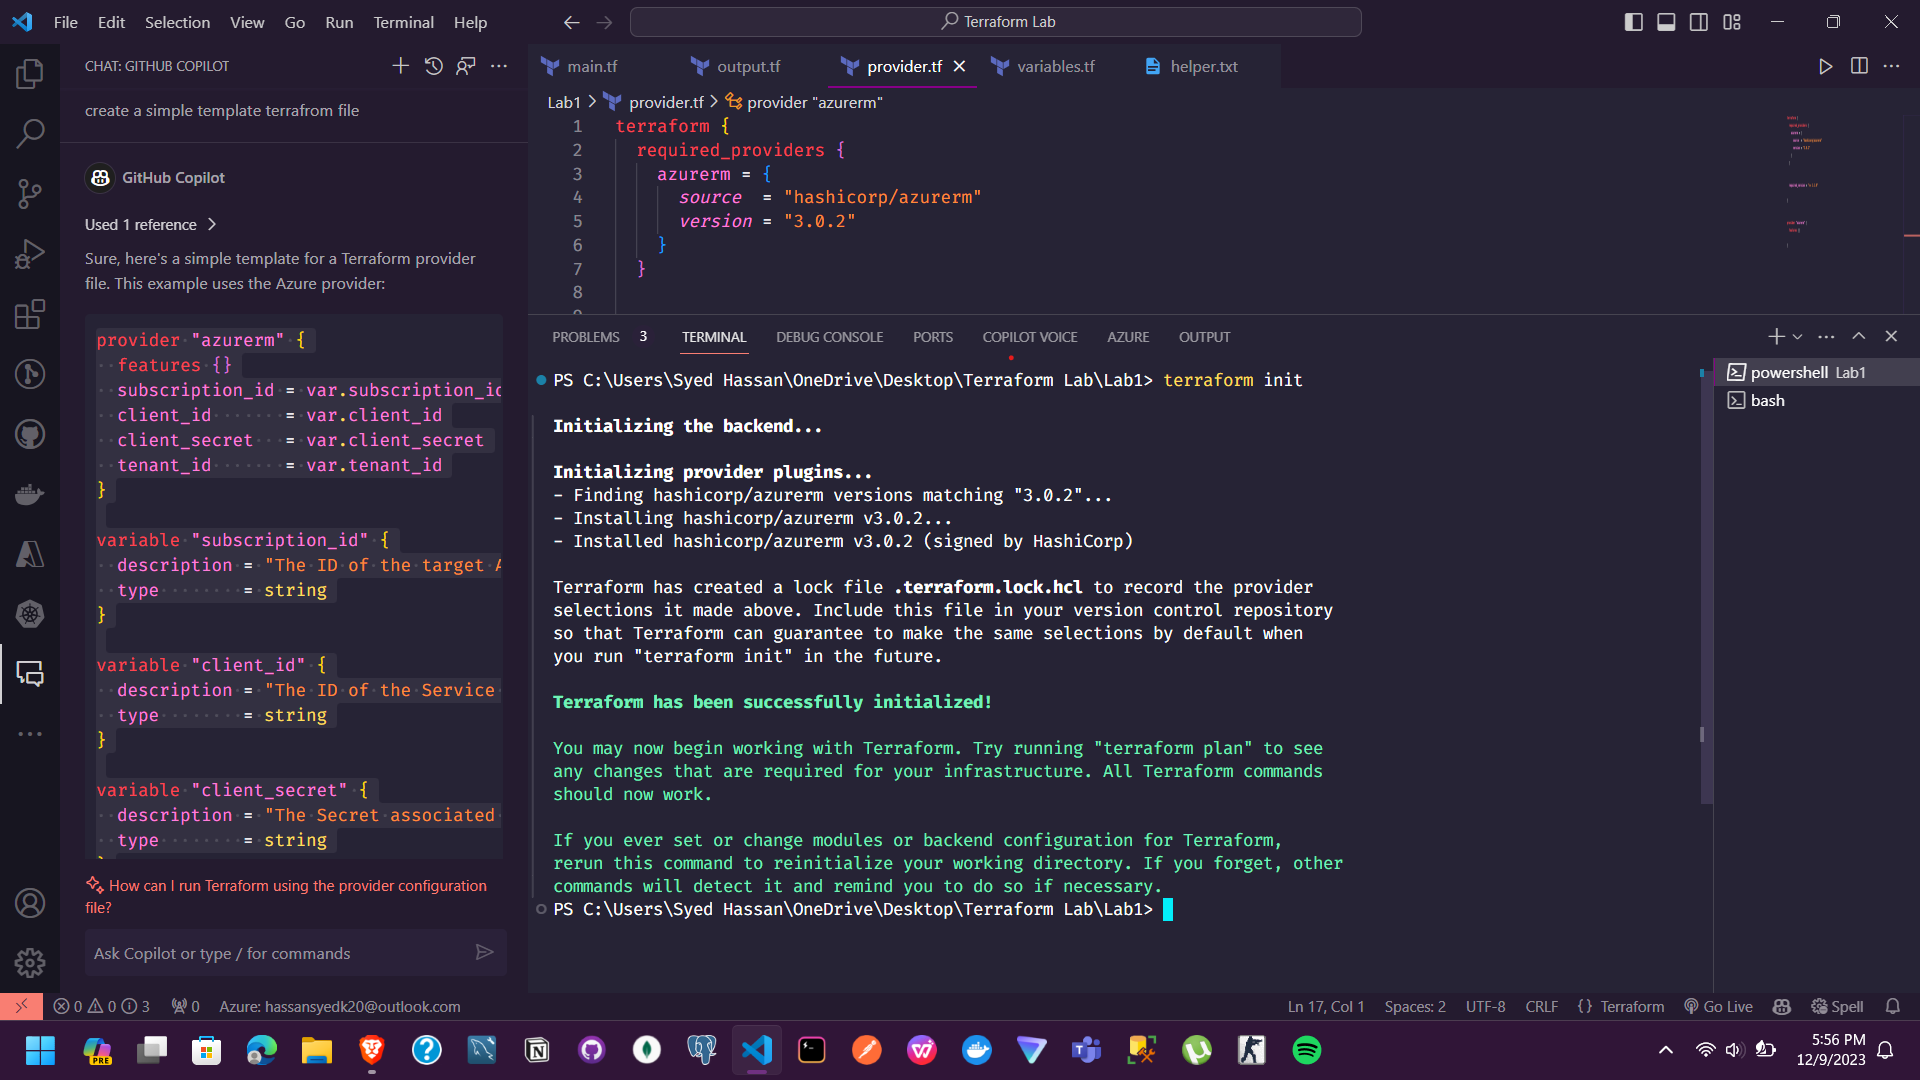 File Edit Selection View Go Run Terminal Help
Terraform Lab
CHAT: GITHUB COPILOT
create a simple template terrafrom file
GitHub Copilot
Used 1 reference
Sure, here's a simple template for a Terraform provider
file. This example uses the Azure provider:
provider "azurerm" {
features {}
subscription_id = var.subscription_id
client_id = var.client_id
client_secret = var.client_secret
tenant_id = var.tenant_id
}
variable "subscription_id" {
description = "The ID of the target A
type = string
}
variable "client_id" {
description = "The ID of the Service
type = string
}
variable "client_secret" {
description = "The Secret associated
type = string
How can I run Terraform using the provider configuration
file?
Ask Copilot or type / for commands
main.tf output.tf provider.tf variables.tf helper.txt
Lab1 > provider.tf > provider "azurerm"
1 terraform {
2 required_providers {
3 azurerm = {
4 source = "hashicorp/azurerm"
5 version = "3.0.2"
6 }
7 }
8
PROBLEMS 3 TERMINAL DEBUG CONSOLE PORTS COPILOT VOICE AZURE OUTPUT
PS C:\Users\Syed Hassan\OneDrive\Desktop\Terraform Lab\Lab1> terraform init
Initializing the backend...
Initializing provider plugins...
- Finding hashicorp/azurerm versions matching "3.0.2"...
- Installing hashicorp/azurerm v3.0.2...
- Installed hashicorp/azurerm v3.0.2 (signed by HashiCorp)
Terraform has created a lock file .terraform.lock.hcl to record the provider
selections it made above. Include this file in your version control repository
so that Terraform can guarantee to make the same selections by default when
you run "terraform init" in the future.
Terraform has been successfully initialized!
You may now begin working with Terraform. Try running "terraform plan" to see
any changes that are required for your infrastructure. All Terraform commands
should now work.
If you ever set or change modules or backend configuration for Terraform,
rerun this command to reinitialize your working directory. If you forget, other
commands will detect it and remind you to do so if necessary.
PS C:\Users\Syed Hassan\OneDrive\Desktop\Terraform Lab\Lab1>
powershell Lab1
bash
0 0 3 0 Azure: hassansyedk20@outlook.com
Ln 17, Col 1 Spaces: 2 UTF-8 CRLF {} Terraform Go Live Spell
PRE
5:56 PM
12/9/2023